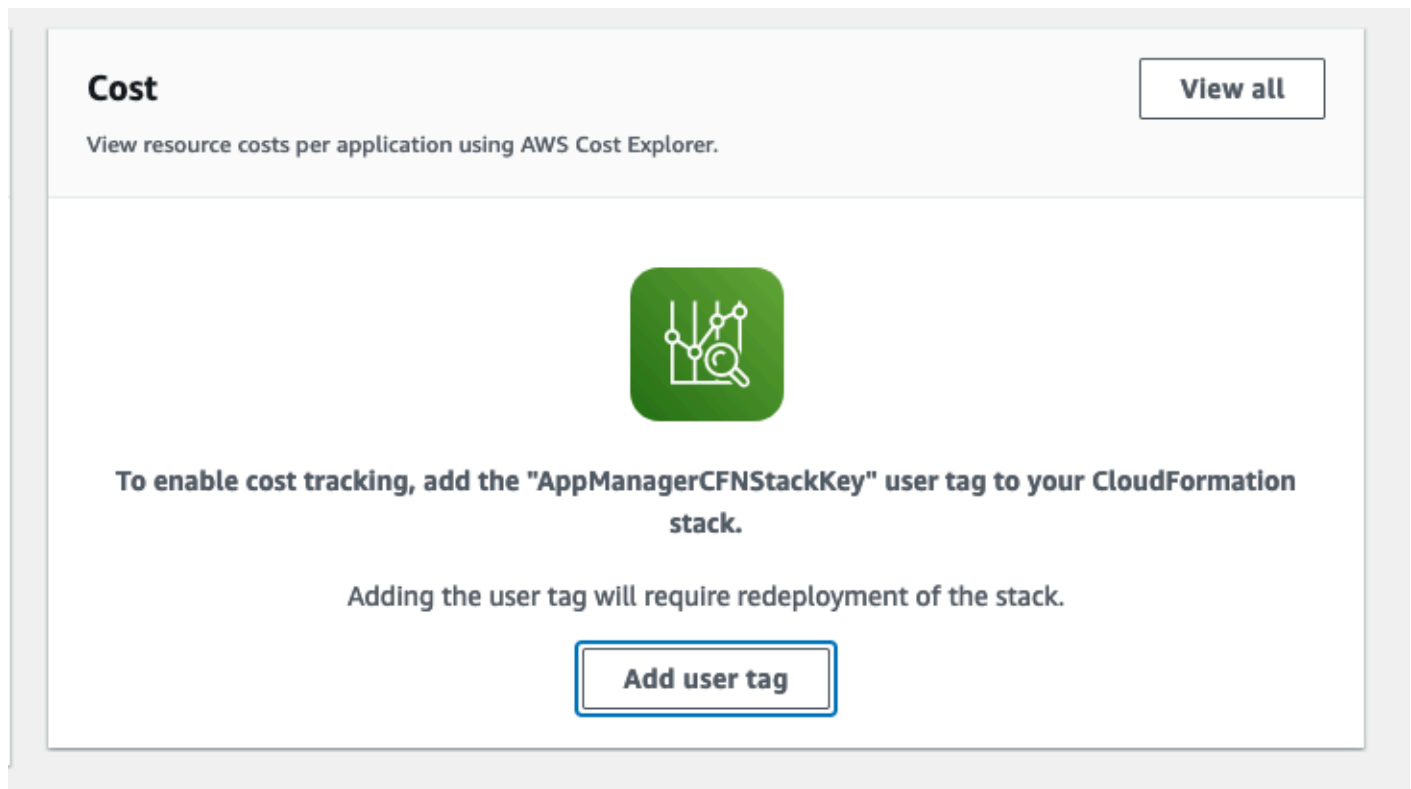 Cost
View all
View resource costs per application using AWS Cost Explorer.
To enable cost tracking, add the "AppManagerCFNStackKey" user tag to your CloudFormation
stack.
Adding the user tag will require redeployment of the stack.
Add user tag